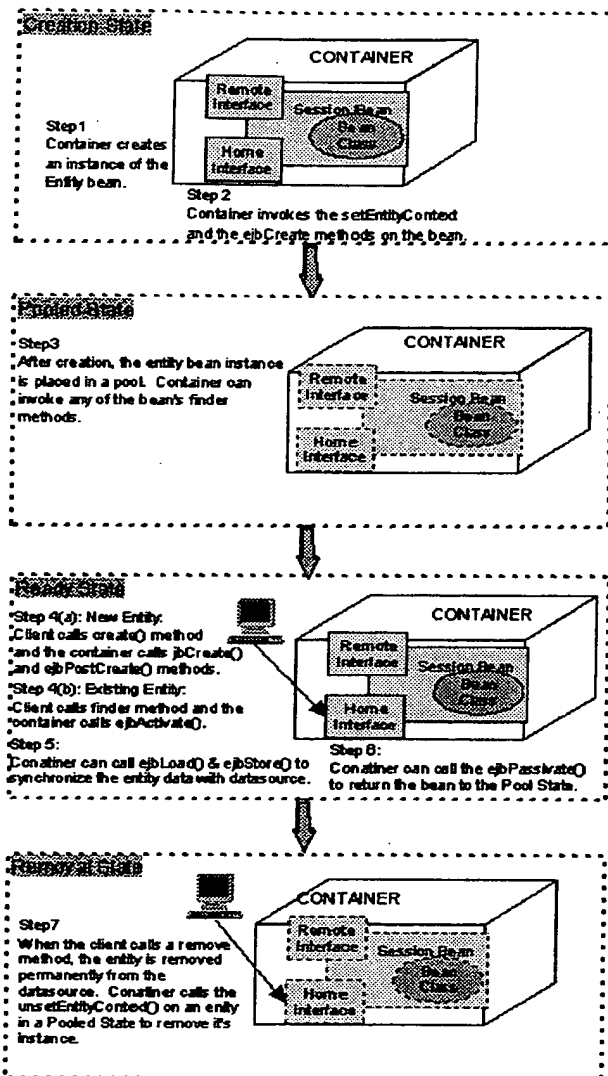 Creation State
CONTAINER
Remote
Interface
Session Bean
Bean
Class
Home
Interface
Step1
Container creates
an instance of the
Entity bean.
Step 2
Container invokes the setEntityContext
and the ejbCreate methods on the bean.
Pooled State
CONTAINER
Step3
After creation, the entity bean instance
is placed in a pool. Container can
invoke any of the bean's finder
methods.
Remote
Interface
Session Bean
Bean
Class
Home
Interface
Ready State
CONTAINER
Step 4(a): New Entity:
Client calls create() method
and the container calls jbCreate()
and ejbPostCreate() methods.
Step 4(b): Existing Entity:
Client calls finder method and the
container calls ejbActivate().
Step 5:
Conatiner can call ejbLoad() & ejbStore() to
synchronize the entity data with datasource.
Remote
Interface
Session Bean
Bean
Class
Home
Interface
Step 6:
Conatiner can call the ejbPassivate()
to return the bean to the Pool State.
Removal State
CONTAINER
Step7
When the client calls a remove
method, the entity is removed
permanently from the
datasource. Conatiner calls the
unsetEntityContext() on an entity
in a Pooled State to remove it's
instance.
Remote
Interface
Session Bean
Bean
Class
Home
Interface